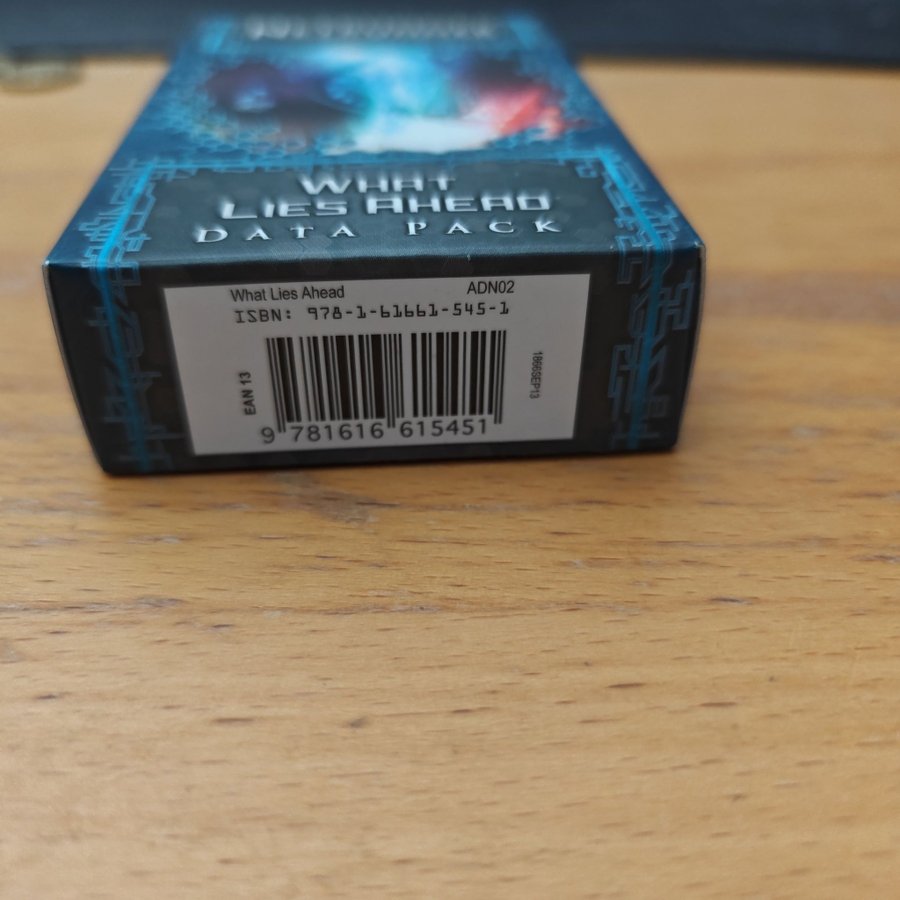 WHAT
LIES AHEAD
DATA PACK
What Lies Ahead ADN02
ISBN: 978-1-61661-545-1
EAN 13
1866SEP13
9 781616 615451